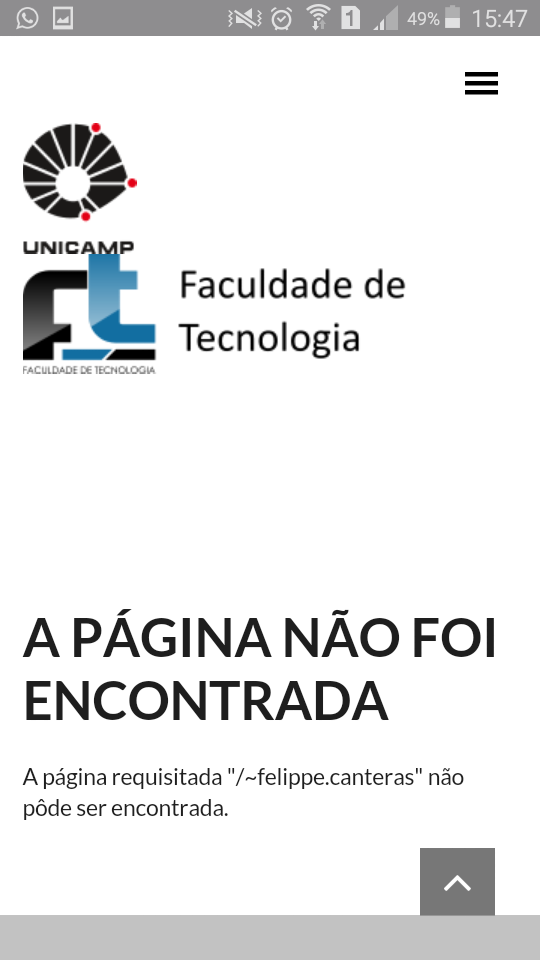 1 49% 15:47
UNICAMP
Faculdade de
Tecnologia
ft
FACULDADE DE TECNOLOGIA
A PÁGINA NÃO FOI
ENCONTRADA
A página requisitada "/~felippe.canteras" não
pôde ser encontrada.